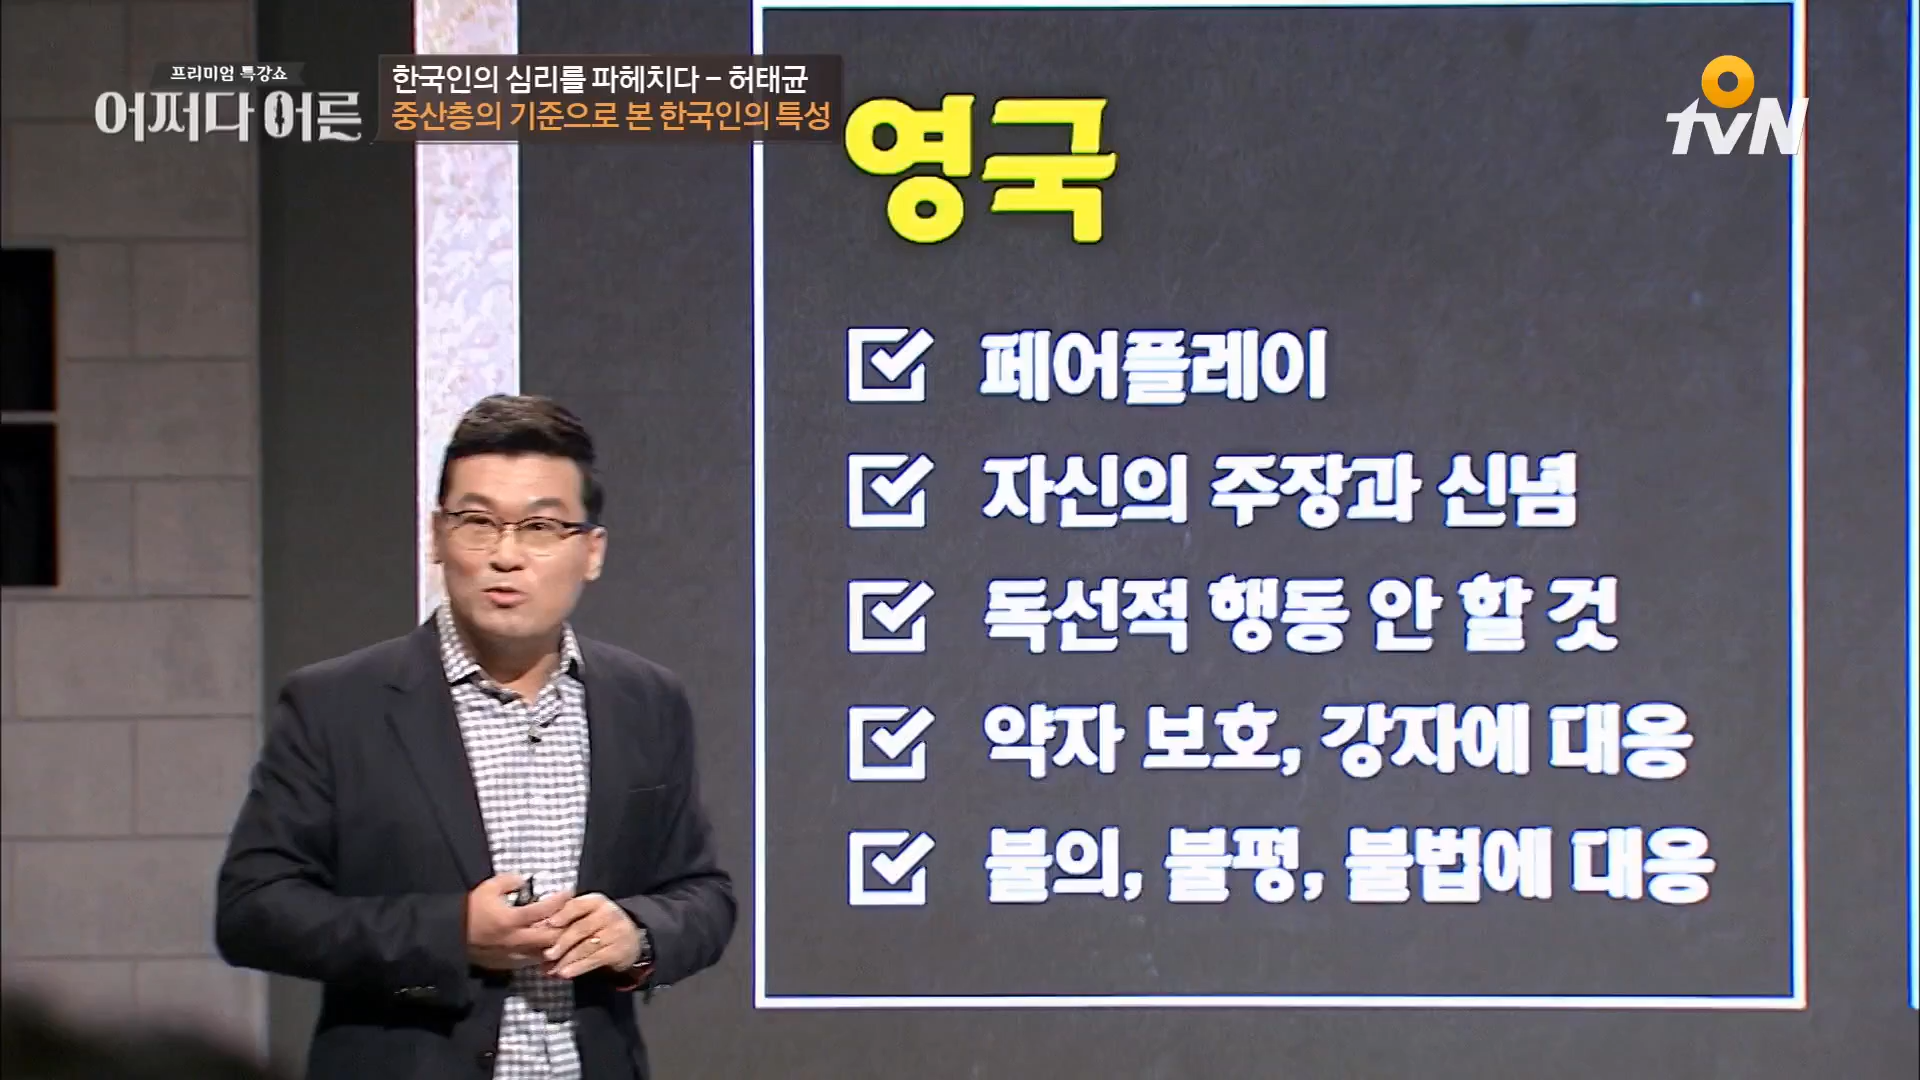 프리미엄 특강쇼
어쩌다 어른
한국인의 심리를 파헤치다 - 허태균
중산층의 기준으로 본 한국인의 특성
O tvN
영국
페어플레이
자신의 주장과 신념
독선적 행동 안 할 것
약자 보호, 강자에 대응
불의, 불평, 불법에 대응